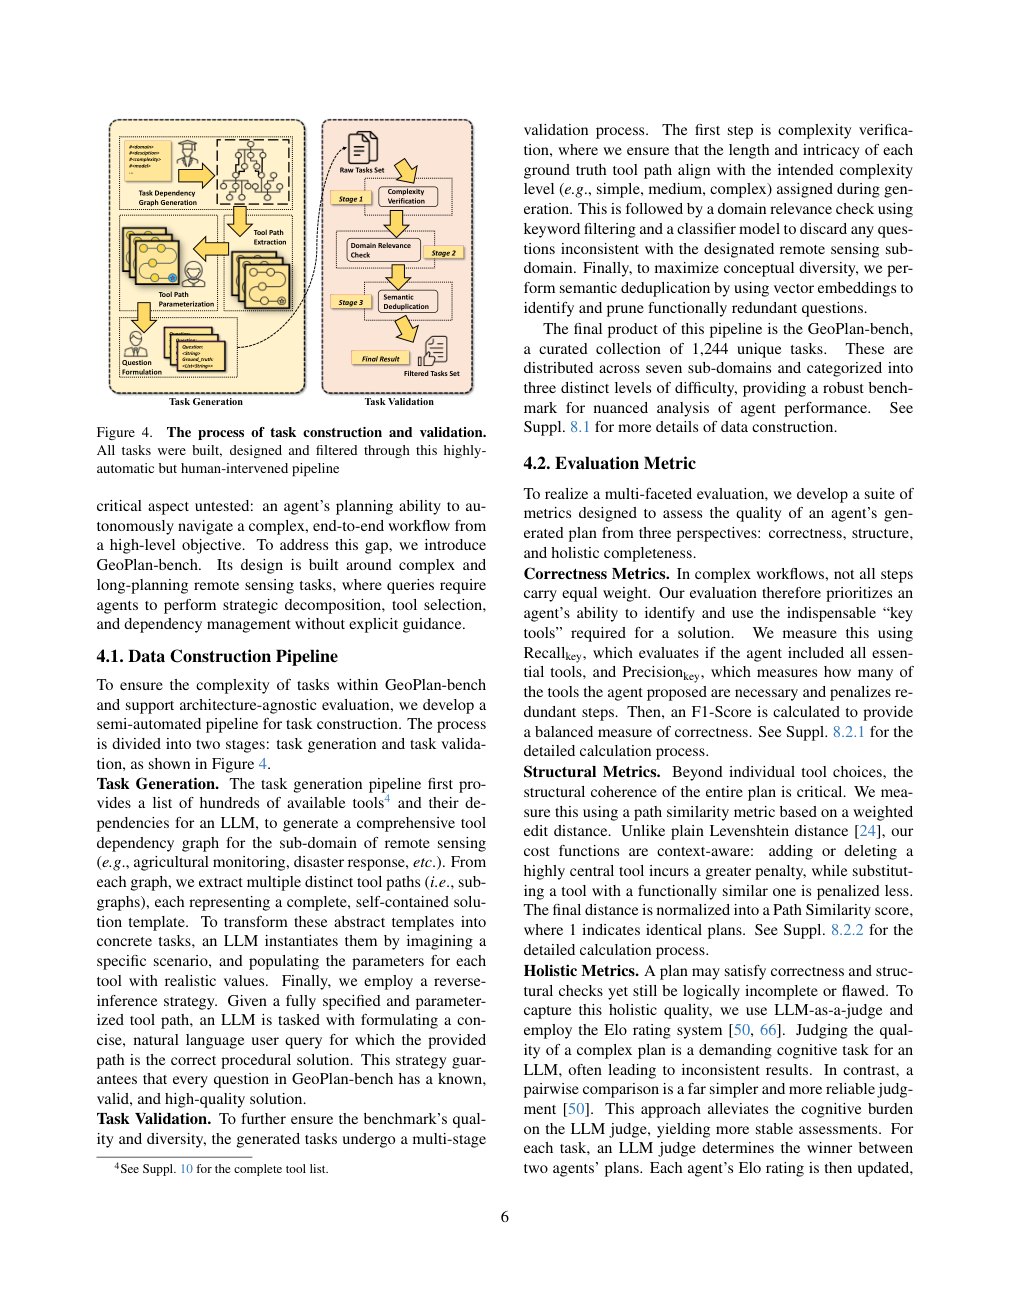 #<domain>
#<desciption>
#<complexity>
#<model>
...
Task Dependency
Graph Generation
Tool Path
Extraction
Tool Path
Parameterization
Question
Formulation
Question:
<String>
Ground_truth:
<List<String>>
Task Generation
Raw Tasks Set
Stage 1
Complexity
Verification
Domain Relevance
Check
Stage 2
Stage 3
Semantic
Deduplication
Final Result
Filtered Tasks Set
Task Validation
Figure 4. The process of task construction and validation.
All tasks were built, designed and filtered through this highly-
automatic but human-intervened pipeline
critical aspect untested: an agent's planning ability to au-
tonomously navigate a complex, end-to-end workflow from
a high-level objective. To address this gap, we introduce
GeoPlan-bench. Its design is built around complex and
long-planning remote sensing tasks, where queries require
agents to perform strategic decomposition, tool selection,
and dependency management without explicit guidance.
4.1. Data Construction Pipeline
To ensure the complexity of tasks within GeoPlan-bench
and support architecture-agnostic evaluation, we develop a
semi-automated pipeline for task construction. The process
is divided into two stages: task generation and task valida-
tion, as shown in Figure 4.
Task Generation. The task generation pipeline first pro-
vides a list of hundreds of available tools4 and their de-
pendencies for an LLM, to generate a comprehensive tool
dependency graph for the sub-domain of remote sensing
(e.g., agricultural monitoring, disaster response, etc.). From
each graph, we extract multiple distinct tool paths (i.e., sub-
graphs), each representing a complete, self-contained solu-
tion template. To transform these abstract templates into
concrete tasks, an LLM instantiates them by imagining a
specific scenario, and populating the parameters for each
tool with realistic values. Finally, we employ a reverse-
inference strategy. Given a fully specified and parameter-
ized tool path, an LLM is tasked with formulating a con-
cise, natural language user query for which the provided
path is the correct procedural solution. This strategy guar-
antees that every question in GeoPlan-bench has a known,
valid, and high-quality solution.
Task Validation. To further ensure the benchmark's qual-
ity and diversity, the generated tasks undergo a multi-stage
4See Suppl. 10 for the complete tool list.
validation process. The first step is complexity verifica-
tion, where we ensure that the length and intricacy of each
ground truth tool path align with the intended complexity
level (e.g., simple, medium, complex) assigned during gen-
eration. This is followed by a domain relevance check using
keyword filtering and a classifier model to discard any ques-
tions inconsistent with the designated remote sensing sub-
domain. Finally, to maximize conceptual diversity, we per-
form semantic deduplication by using vector embeddings to
identify and prune functionally redundant questions.
The final product of this pipeline is the GeoPlan-bench,
a curated collection of 1,244 unique tasks. These are
distributed across seven sub-domains and categorized into
three distinct levels of difficulty, providing a robust bench-
mark for nuanced analysis of agent performance. See
Suppl. 8.1 for more details of data construction.
4.2. Evaluation Metric
To realize a multi-faceted evaluation, we develop a suite of
metrics designed to assess the quality of an agent's gen-
erated plan from three perspectives: correctness, structure,
and holistic completeness.
Correctness Metrics. In complex workflows, not all steps
carry equal weight. Our evaluation therefore prioritizes an
agent's ability to identify and use the indispensable “key
tools” required for a solution. We measure this using
Recallkey, which evaluates if the agent included all essen-
tial tools, and Precisionkey, which measures how many of
the tools the agent proposed are necessary and penalizes re-
dundant steps. Then, an F1-Score is calculated to provide
a balanced measure of correctness. See Suppl. 8.2.1 for the
detailed calculation process.
Structural Metrics. Beyond individual tool choices, the
structural coherence of the entire plan is critical. We mea-
sure this using a path similarity metric based on a weighted
edit distance. Unlike plain Levenshtein distance [24], our
cost functions are context-aware: adding or deleting a
highly central tool incurs a greater penalty, while substitut-
ing a tool with a functionally similar one is penalized less.
The final distance is normalized into a Path Similarity score,
where 1 indicates identical plans. See Suppl. 8.2.2 for the
detailed calculation process.
Holistic Metrics. A plan may satisfy correctness and struc-
tural checks yet still be logically incomplete or flawed. To
capture this holistic quality, we use LLM-as-a-judge and
employ the Elo rating system [50, 66]. Judging the qual-
ity of a complex plan is a demanding cognitive task for an
LLM, often leading to inconsistent results. In contrast, a
pairwise comparison is a far simpler and more reliable judg-
ment [50]. This approach alleviates the cognitive burden
on the LLM judge, yielding more stable assessments. For
each task, an LLM judge determines the winner between
two agents' plans. Each agent's Elo rating is then updated,
6